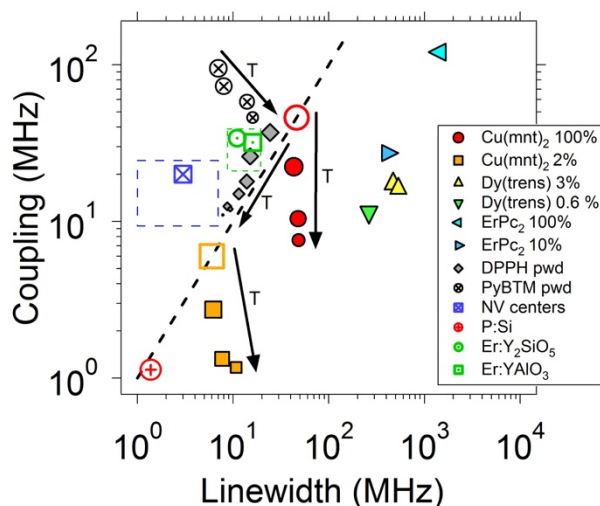 Coupling (MHz)
10²
10¹
10⁰
T
T
T
T
Cu(mnt)₂ 100%
Cu(mnt)₂ 2%
Dy(trens) 3%
Dy(trens) 0.6 %
ErPc₂ 100%
ErPc₂ 10%
DPPH pwd
PyBTM pwd
NV centers
P:Si
Er:Y₂SiO₅
Er:YAlO₃
10⁰ 10¹ 10² 10³ 10⁴
Linewidth (MHz)